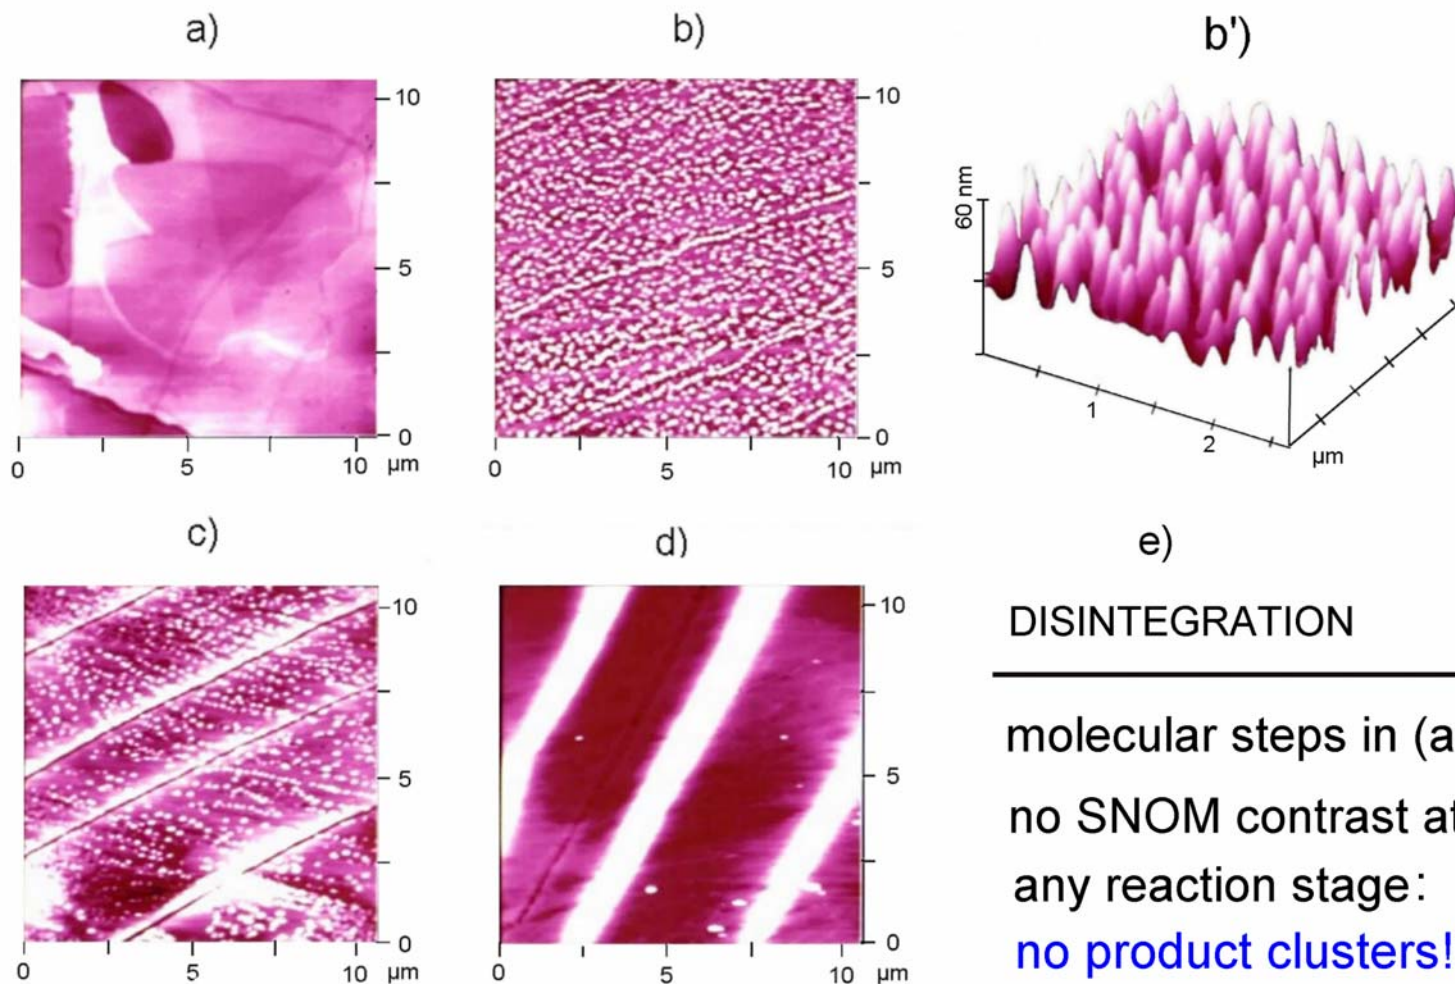 a)
b)
b')
10
5
0
0
5
10
µm
10
5
0
0
5
10
µm
60 nm
1
2
µm
c)
d)
e)
10
5
0
0
5
10
µm
10
5
0
0
5
10
µm
DISINTEGRATION
molecular steps in (a
no SNOM contrast at
any reaction stage:
no product clusters!